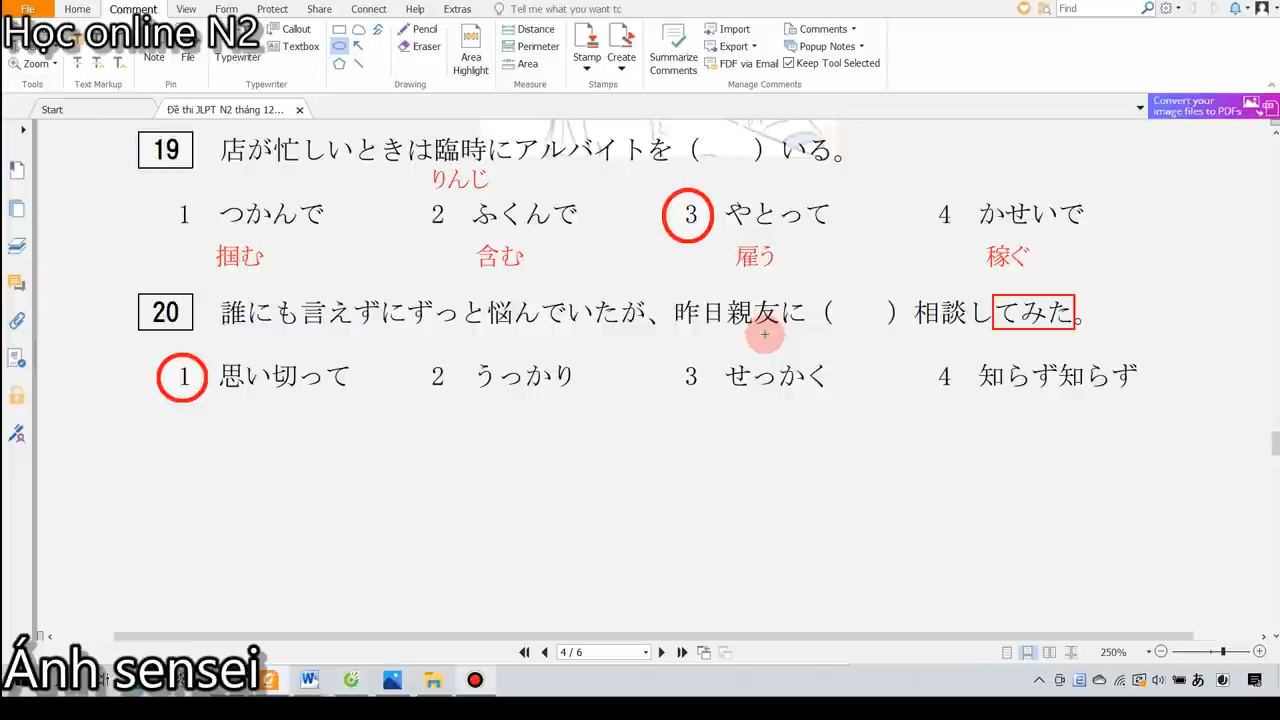 File Home Comment View Form Protect Share Connect Help Extras Tell me what you want Find
Học online N2
Callout Pencil Distance Import Comments
Textbox Eraser Perimeter Export Popup Notes
Zoom Note File Typewriter Area Highlight Area Stamp Create Summarize Comments FDF via Email Keep Tool Selected
Tools Text Markup Pin Typewriter Drawing Measure Stamps Manage Comments
Start Đề thi JLPT N2 tháng 12... Convert your image files to PDFs
19 店が忙しいときは臨時にアルバイトを（ ）いる。
りんじ
1 つかんで 2 ふくんで 3 やとって 4 かせいで
掴む 含む 雇う 稼ぐ
20 誰にも言えずにずっと悩んでいたが、昨日親友に（ ）相談してみた。
1 思い切って 2 うっかり 3 せっかく 4 知らず知らず
4 / 6 250%
Ánh sensei あ